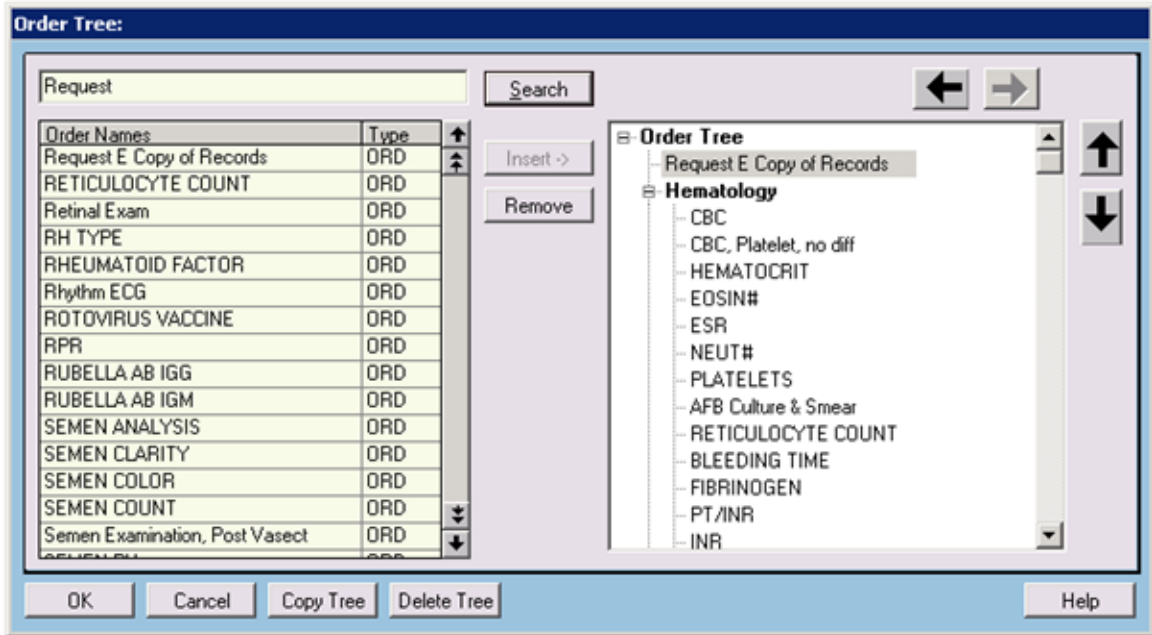 Order Tree:
Request
Search
Order Names Type
Request E Copy of Records ORD
RETICULOCYTE COUNT ORD
Retinal Exam ORD
RH TYPE ORD
RHEUMATOID FACTOR ORD
Rhythm ECG ORD
ROTOVIRUS VACCINE ORD
RPR ORD
RUBELLA AB IGG ORD
RUBELLA AB IGM ORD
SEMEN ANALYSIS ORD
SEMEN CLARITY ORD
SEMEN COLOR ORD
SEMEN COUNT ORD
Semen Examination, Post Vasect ORD
Insert ->
Remove
Order Tree
Request E Copy of Records
Hematology
CBC
CBC, Platelet, no diff
HEMATOCRIT
EOSIN#
ESR
NEUT#
PLATELETS
AFB Culture & Smear
RETICULOCYTE COUNT
BLEEDING TIME
FIBRINOGEN
PT/INR
INR
OK Cancel Copy Tree Delete Tree Help